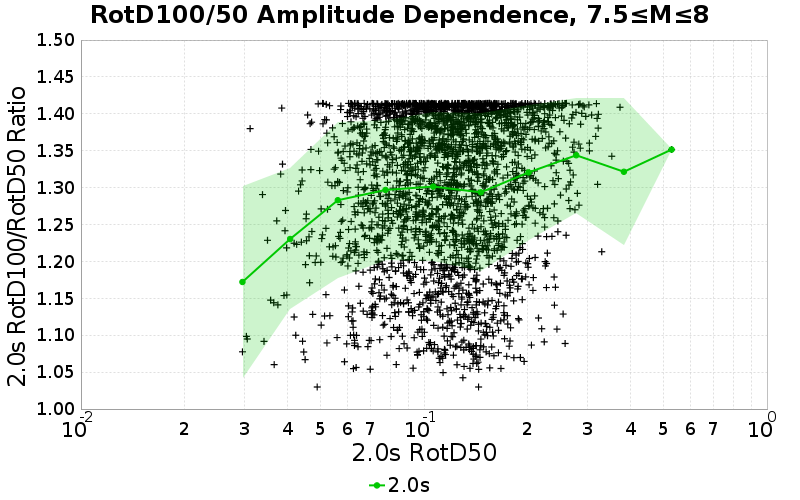 RotD100/50 Amplitude Dependence, 7.5≤M≤8
2.0s RotD100/RotD50 Ratio
1.50
1.45
1.40
1.35
1.30
1.25
1.20
1.15
1.10
1.05
1.00
10-2 2 3 4 5 6 7 10-1 2 3 4 5 6 7 100
2.0s RotD50
2.0s